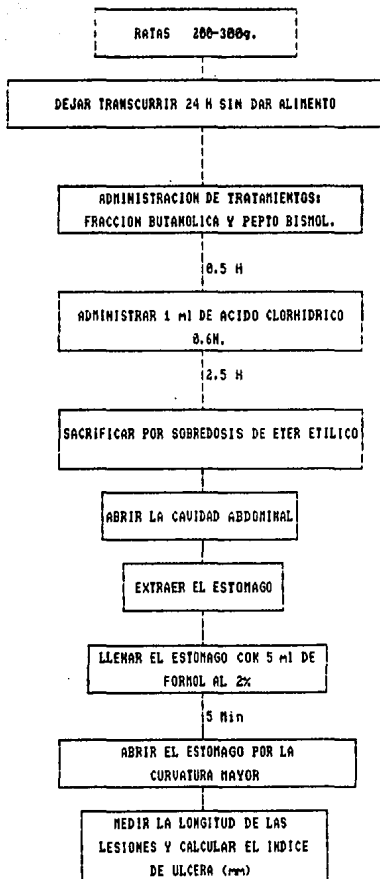 RATAS 200-300g.
DEJAR TRANSCURRIR 24 H SIN DAR ALIMENTO
ADMINISTRACION DE TRATAMIENTOS:
FRACCION BUTANOLICA Y PEPTO BISMOL.
0.5 H
ADMINISTRAR 1 ml DE ACIDO CLORHIDRICO
0.6N.
2.5 H
SACRIFICAR POR SOBREDOSIS DE ETER ETILICO
ABRIR LA CAVIDAD ABDOMINAL
EXTRAER EL ESTOMAGO
LLENAR EL ESTOMAGO CON 5 ml DE
FORMOL AL 2%
5 Min
ABRIR EL ESTOMAGO POR LA
CURVATURA MAYOR
MEDIR LA LONGITUD DE LAS
LESIONES Y CALCULAR EL INDICE
DE ULCERA (mm)